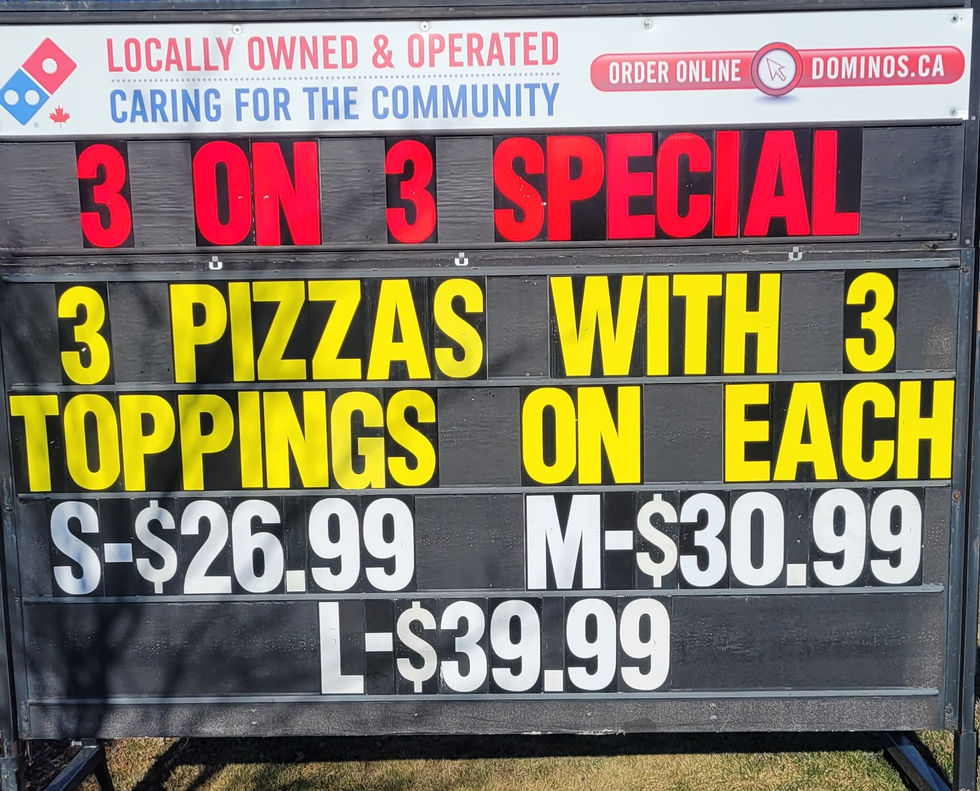 LOCALLY OWNED & OPERATED
CARING FOR THE COMMUNITY
ORDER ONLINE DOMINOS.CA
3 ON 3 SPECIAL
3 PIZZAS WITH 3
TOPPINGS ON EACH
S-$26.99 M-$30.99
L-$39.99